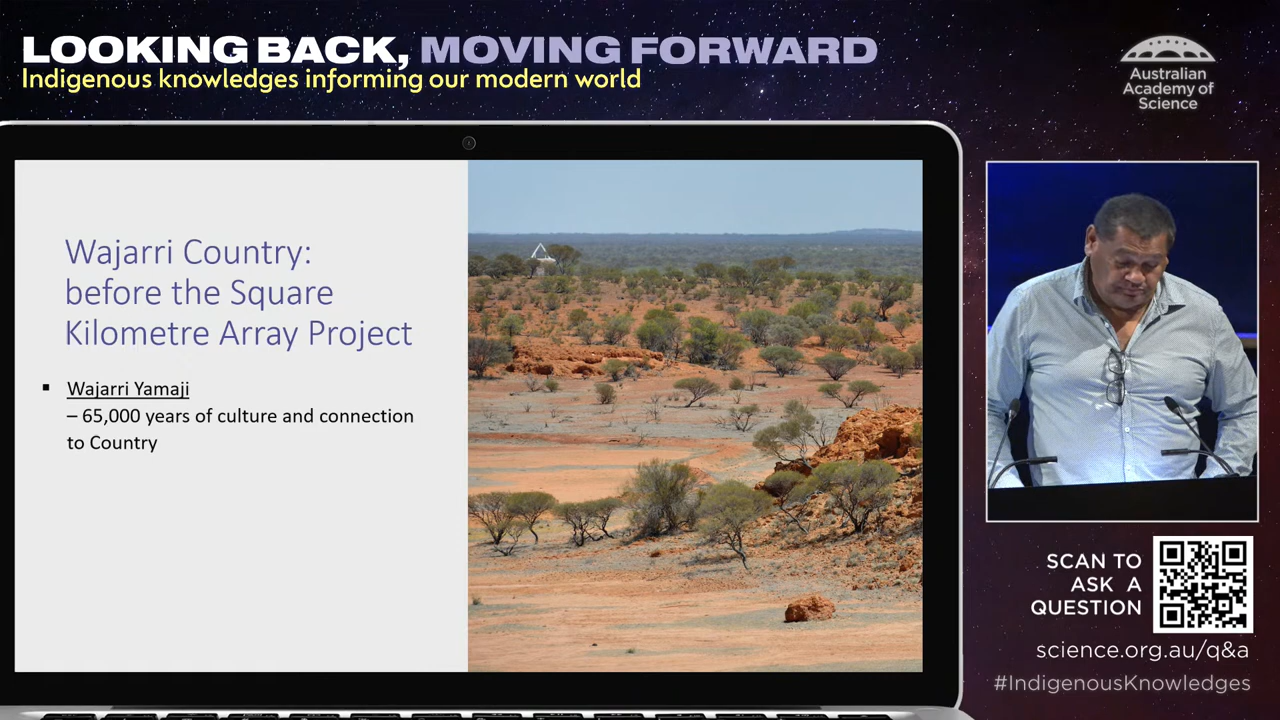 LOOKING BACK, MOVING FORWARD
Indigenous knowledges informing our modern world
Australian
Academy of
Science
Wajarri Country:
before the Square
Kilometre Array Project
▪ Wajarri Yamaji
– 65,000 years of culture and connection
to Country
SCAN TO
ASK A
QUESTION
science.org.au/q&a
#IndigenousKnowledges